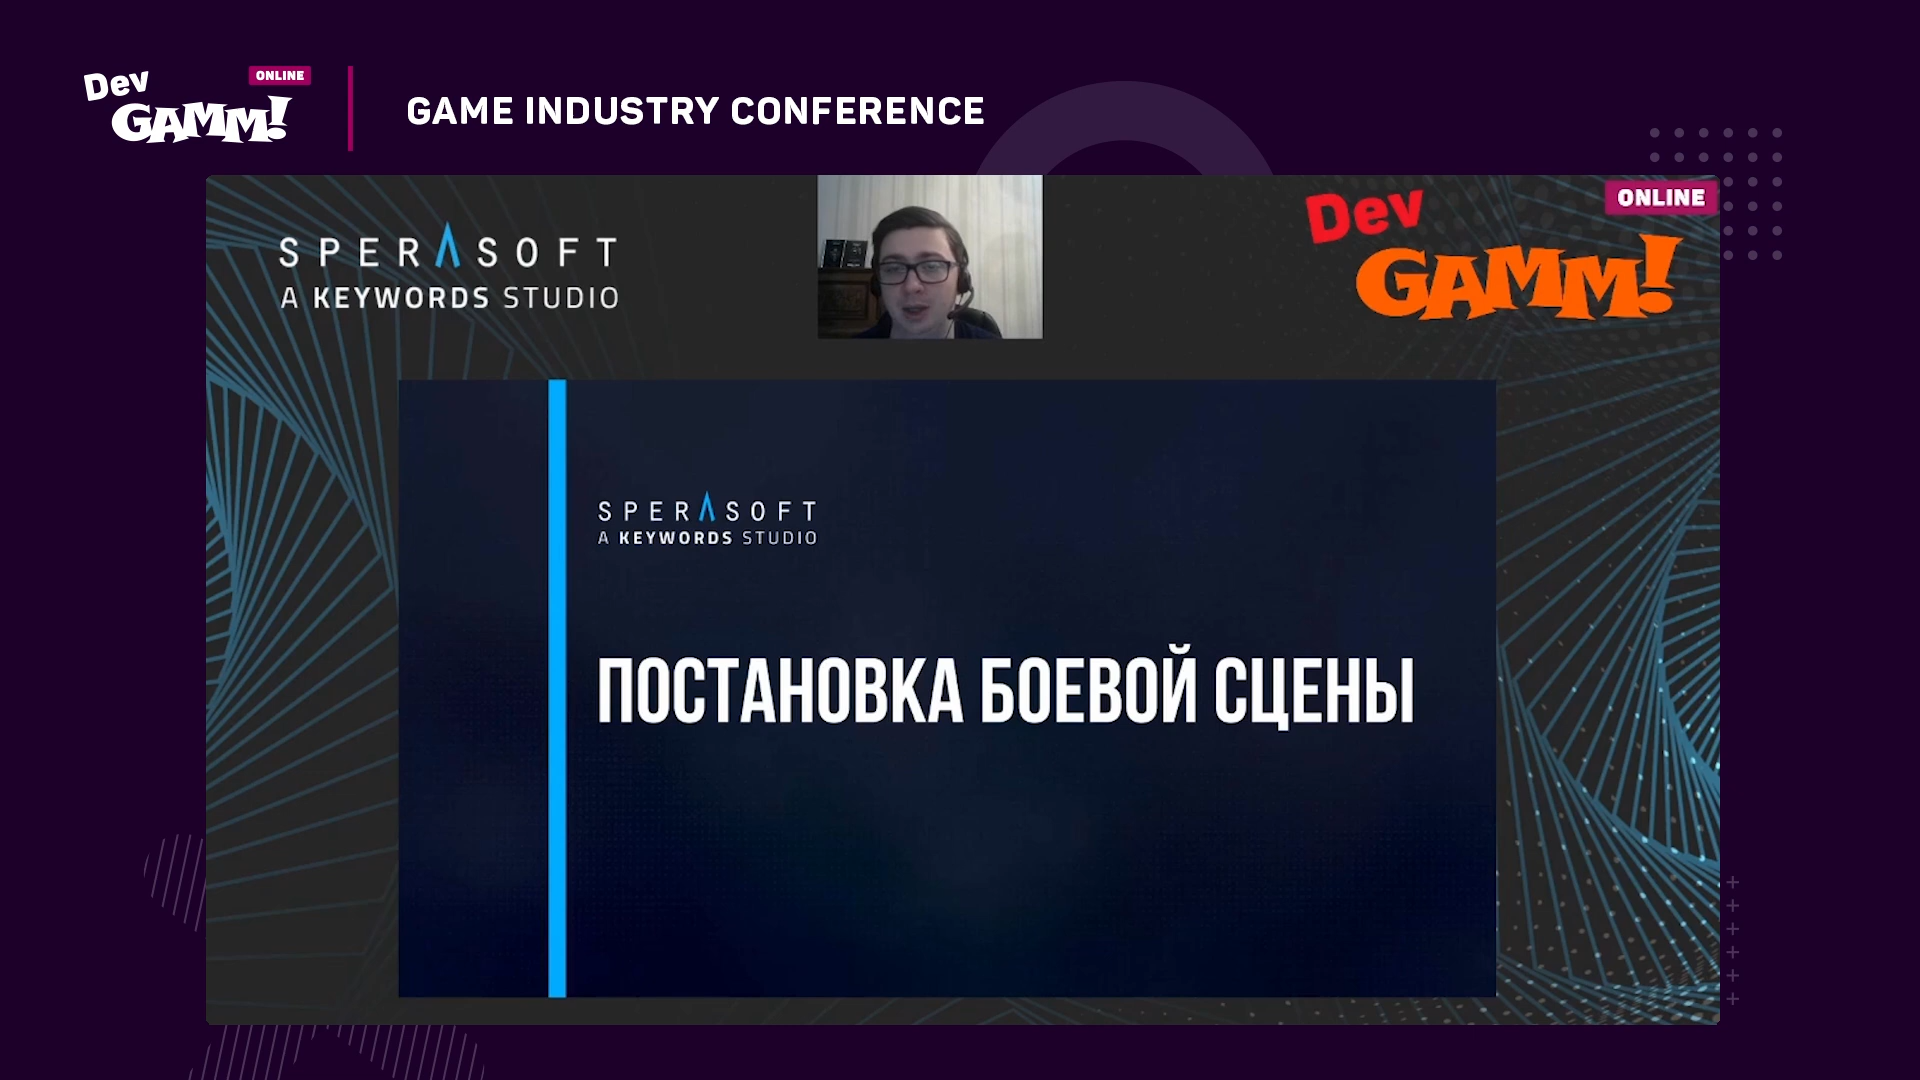 Dev
ONLINE
GAMM!
GAME INDUSTRY CONFERENCE
SPERASOFT
A KEYWORDS STUDIO
Dev
ONLINE
GAMM!
SPERASOFT
A KEYWORDS STUDIO
ПОСТАНОВКА БОЕВОЙ СЦЕНЫ